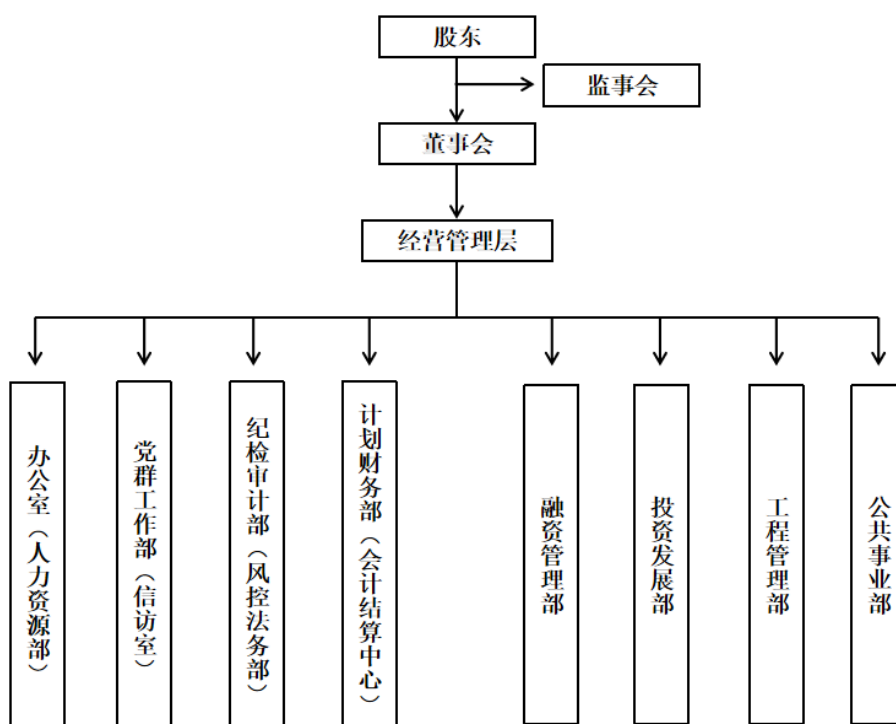 股东
监事会
董事会
经营管理层
办公室（人力资源部）
党群工作部（信访室）
纪检审计部（风控法务部）
计划财务部（会计结算中心）
融资管理部
投资发展部
工程管理部
公共事业部